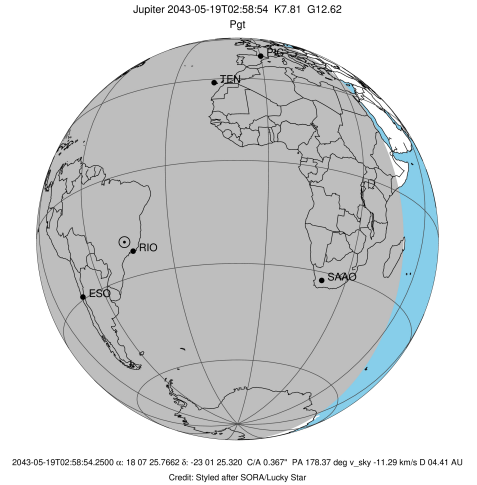 Jupiter 2043-05-19T02:58:54 K7.81 G12.62
Pgt
PIC
TEN
RIO
SAAO
ESO
2043-05-19T02:58:54.2500 α: 18 07 25.7662 δ: -23 01 25.320 C/A 0.367" PA 178.37 deg v_sky -11.29 km/s D 04.41 AU
Credit: Styled after SORA/Lucky Star